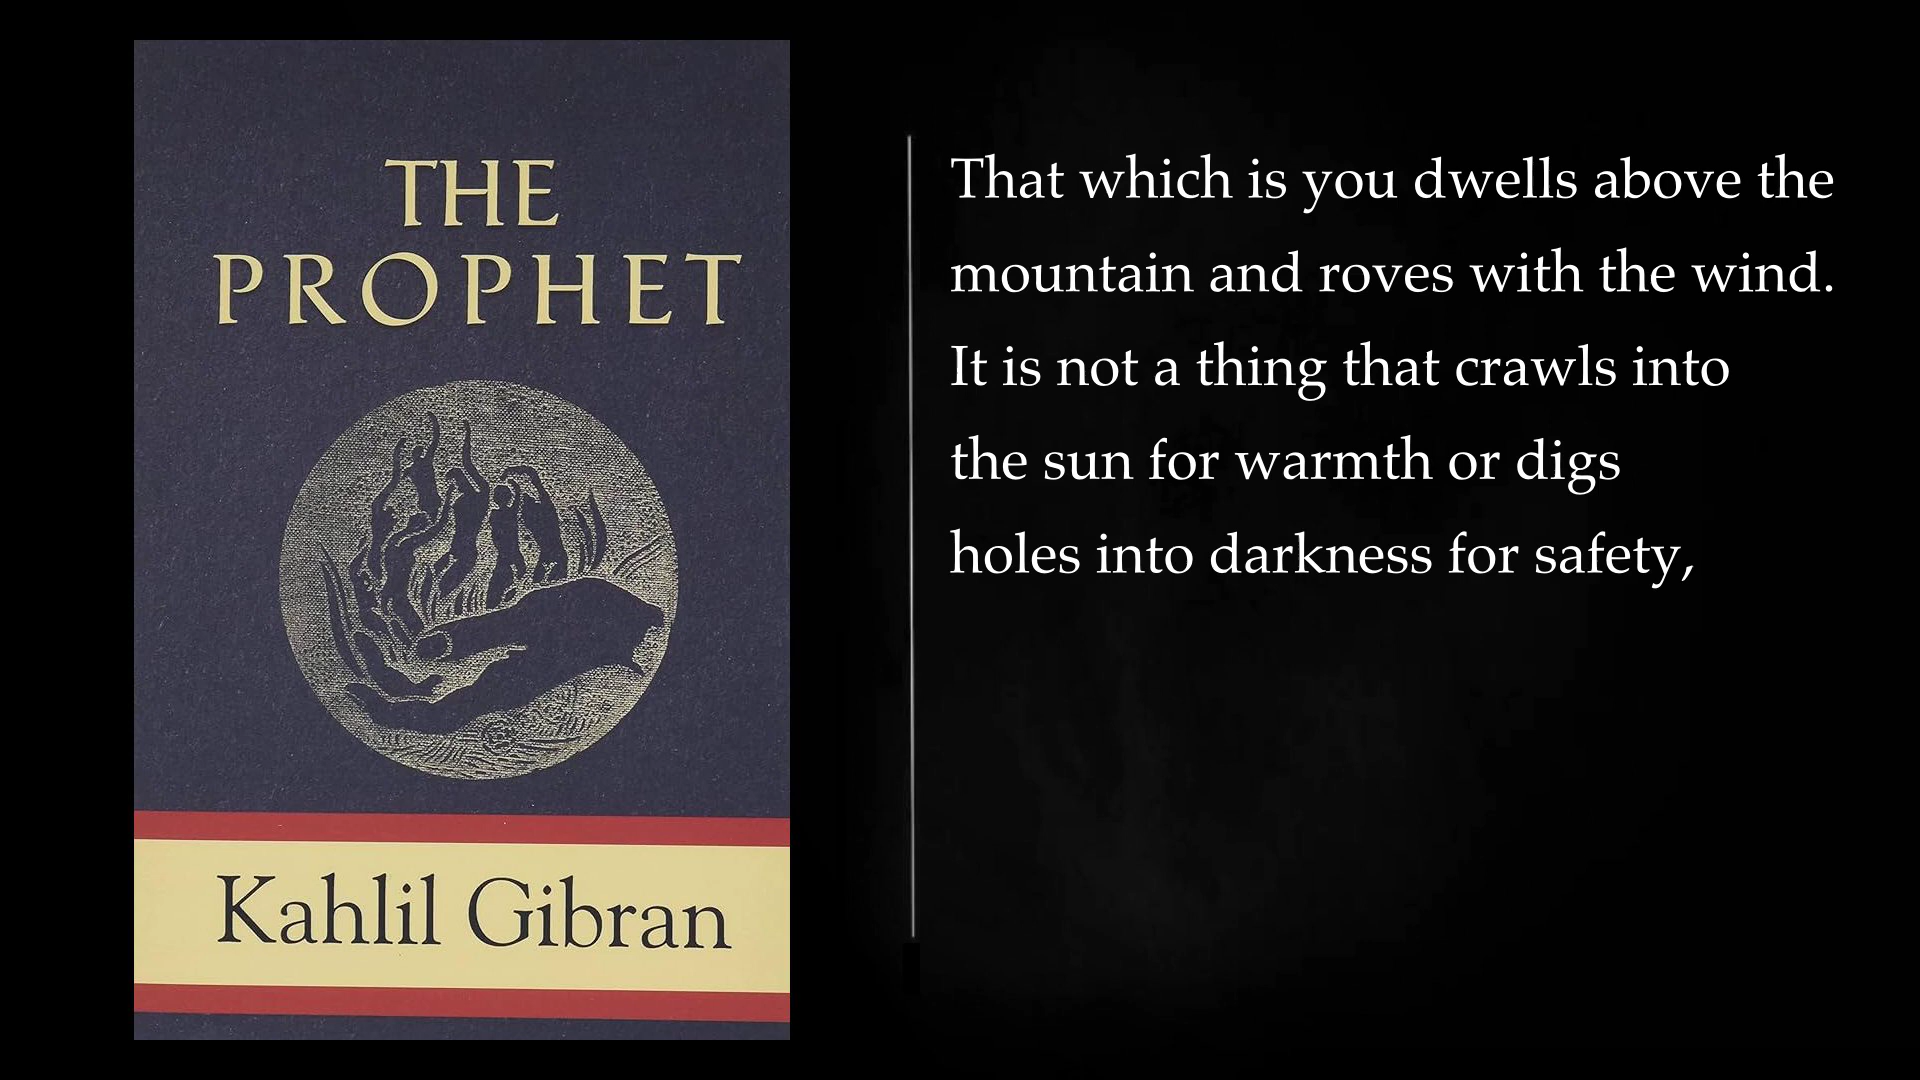 THE
PROPHET
Kahlil Gibran
That which is you dwells above the
mountain and roves with the wind.
It is not a thing that crawls into
the sun for warmth or digs
holes into darkness for safety,